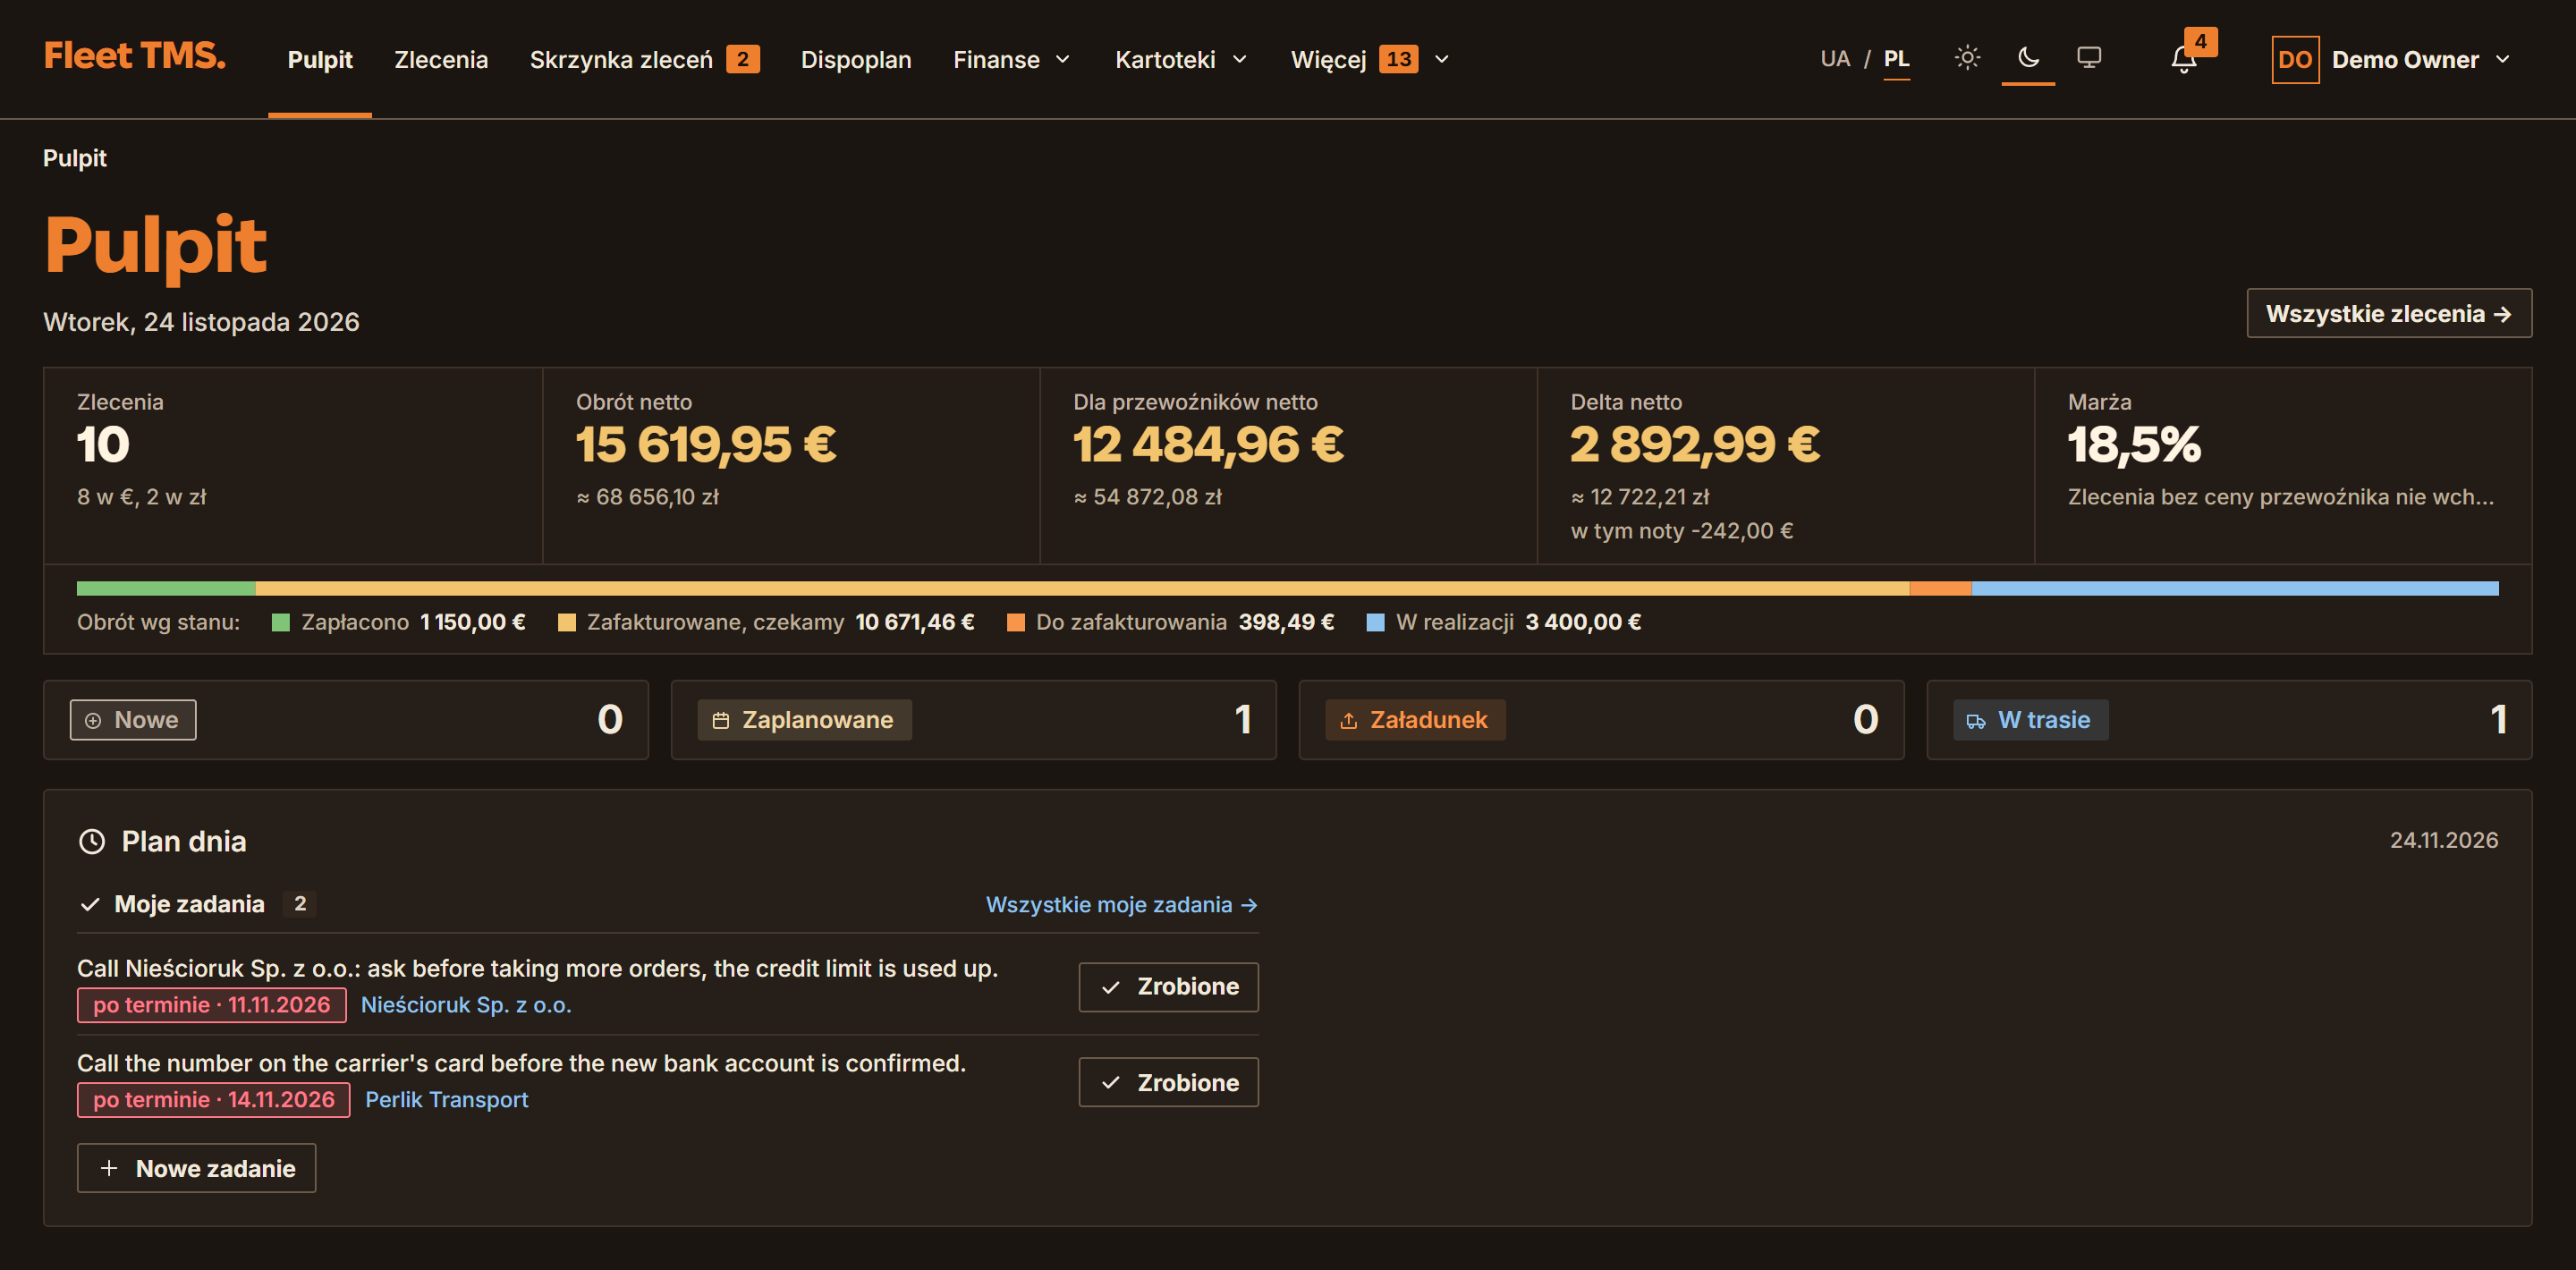 Fleet TMS.
Pulpit
Zlecenia
Skrzynka zleceń 2
Dispoplan
Finanse
Kartoteki
Więcej 13
UA / PL
4
DO Demo Owner
Pulpit
Pulpit
Wtorek, 24 listopada 2026
Wszystkie zlecenia →
Zlecenia
10
8 w €, 2 w zł
Obrót netto
15 619,95 €
≈ 68 656,10 zł
Dla przewoźników netto
12 484,96 €
≈ 54 872,08 zł
Delta netto
2 892,99 €
≈ 12 722,21 zł
w tym noty -242,00 €
Marża
18,5%
Zlecenia bez ceny przewoźnika nie wch...
Obrót wg stanu: Zapłacono 1 150,00 € Zafakturowane, czekamy 10 671,46 € Do zafakturowania 398,49 € W realizacji 3 400,00 €
Nowe 0
Zaplanowane 1
Załadunek 0
W trasie 1
Plan dnia
24.11.2026
Moje zadania 2
Wszystkie moje zadania →
Call Nieścioruk Sp. z o.o.: ask before taking more orders, the credit limit is used up.
po terminie · 11.11.2026 Nieścioruk Sp. z o.o.
Zrobione
Call the number on the carrier's card before the new bank account is confirmed.
po terminie · 14.11.2026 Perlik Transport
Zrobione
+ Nowe zadanie